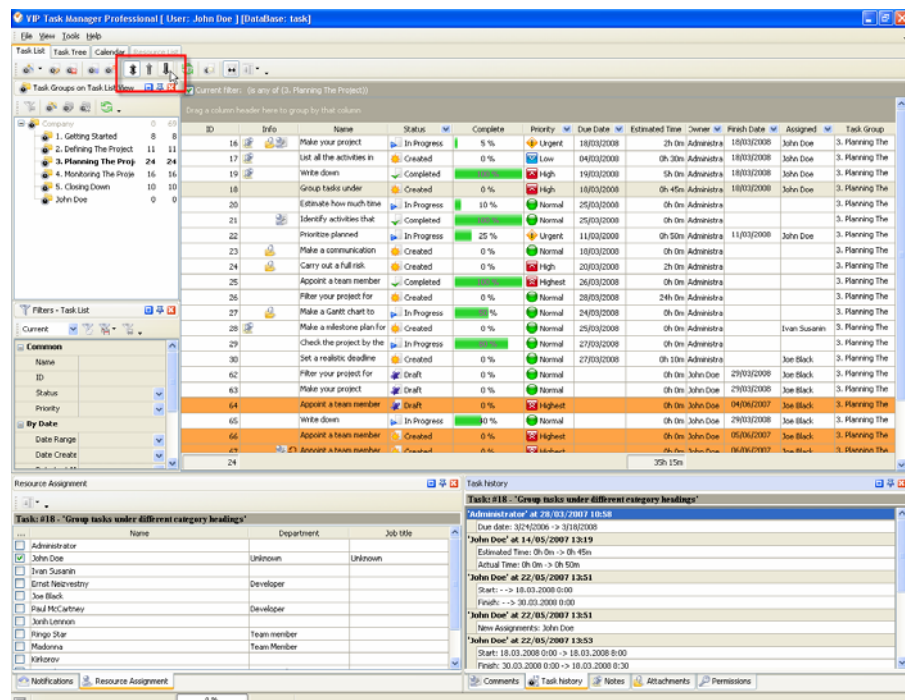 VIP Task Manager Professional [ User: John Doe ] [DataBase: task]
File View Tools Help
Task List Task Tree Calendar Resource List
Task Groups on Task List View
Current filter: (is any of (3. Planning The Project))
Drag a column header here to group by that column
Company 0 69
1. Getting Started 8 8
2. Defining The Project 11 11
3. Planning The Proj 24 24
4. Monitoring The Proje 16 16
5. Closing Down 10 10
John Doe 0 0
ID Info Name Status Complete Priority Due Date Estimated Time Owner Finish Date Assigned Task Group
16 Make your project In Progress 5 % Urgent 18/03/2008 2h 0m Administra 18/03/2008 John Doe 3. Planning The
17 List all the activities in Created 0 % Low 04/03/2008 0h 30m Administra 18/03/2008 John Doe 3. Planning The
19 Write down Completed 100 % High 19/03/2008 5h 0m Administra 18/03/2008 John Doe 3. Planning The
18 Group tasks under Created 0 % High 18/03/2008 0h 45m Administra 18/03/2008 John Doe 3. Planning The
20 Estimate how much time In Progress 10 % Normal 25/03/2008 0h 0m Administra 3. Planning The
21 Identify activities that Completed 100 % Normal 25/03/2008 0h 0m Administra 3. Planning The
22 Prioritize planned In Progress 25 % Urgent 11/03/2008 0h 50m Administra 11/03/2008 John Doe 3. Planning The
23 Make a communication Created 0 % Normal 18/03/2008 0h 0m Administra 3. Planning The
24 Carry out a full risk Created 0 % High 20/03/2008 2h 0m Administra 3. Planning The
25 Appoint a team member Completed 100 % Highest 26/03/2008 0h 0m Administra 3. Planning The
26 Filter your project for Created 0 % Normal 28/03/2008 24h 0m Administra 3. Planning The
27 Make a Gantt chart to In Progress % Normal 24/03/2008 0h 0m Administra 3. Planning The
28 Make a milestone plan for Created 0 % Normal 25/03/2008 0h 0m Administra Ivan Susanin 3. Planning The
29 Check the project by the In Progress % Normal 27/03/2008 0h 0m Administra 3. Planning The
30 Set a realistic deadline Created 0 % Normal 27/03/2008 0h 10m Administra Joe Black 3. Planning The
62 Filter your project for Draft 0 % Normal 0h 0m John Doe 29/03/2008 Joe Black 3. Planning The
63 Make your project Draft 0 % Normal 0h 0m John Doe 29/03/2008 Joe Black 3. Planning The
64 Appoint a team member Draft 0 % Highest 0h 0m John Doe 04/06/2007 Joe Black 3. Planning The
65 Write down In Progress 40 % Normal 0h 0m John Doe 29/03/2008 Joe Black 3. Planning The
66 Appoint a team member Created 0 % Highest 0h 0m John Doe 05/06/2007 Joe Black 3. Planning The
67 Appoint a team member Created 0 % Highest 0h 0m John Doe 06/06/2007 Joe Black 3. Planning The
24 35h 15m
Filters - Task List
Current
Common
Name
ID
Status
Priority
By Date
Date Range
Date Create
Resource Assignment
Task: #18 - 'Group tasks under different category headings'
... Name Department Job title
Administrator
John Doe Unknown Unknown
Ivan Susanin
Ernst Neizvestny Developer
Joe Black
Paul McCartney Developer
Jonh Lennon
Ringo Star Team member
Madonna Team Member
Kirkorov
Notifications Resource Assignment
0 %
Task history
Task: #18 - 'Group tasks under different category headings'
'Administrator' at 28/03/2007 10:58
Due date: 3/24/2006 -> 3/18/2008
'John Doe' at 14/05/2007 13:19
Estimated Time: 0h 0m -> 0h 45m
Actual Time: 0h 0m -> 0h 50m
'John Doe' at 22/05/2007 13:51
Start: - -> 18.03.2008 0:00
Finish: - -> 30.03.2008 0:00
'John Doe' at 22/05/2007 13:51
New Assignments: John Doe
'John Doe' at 22/05/2007 13:53
Start: 18.03.2008 0:00 -> 18.03.2008 8:00
Finish: 30.03.2008 0:00 -> 18.03.2008 8:30
Comments Task history Notes Attachments Permissions